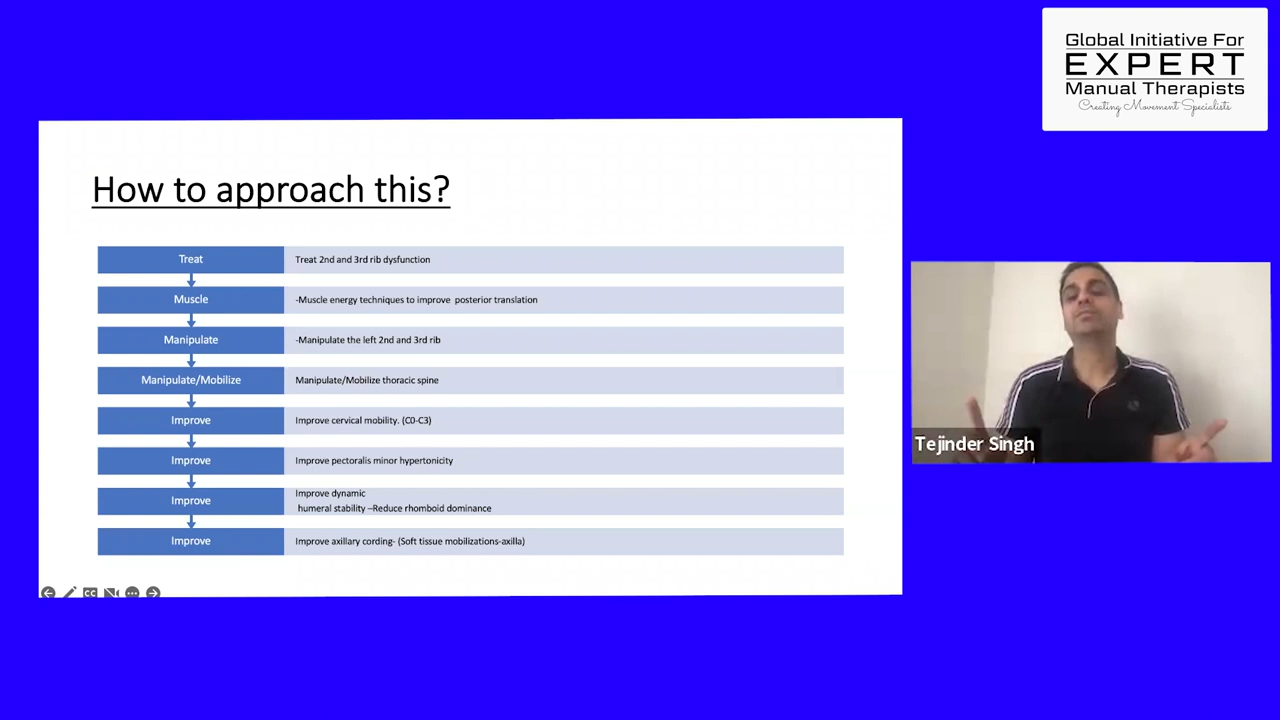 Global Initiative For
EXPERT
Manual Therapists
Creating Movement Specialists
How to approach this?
Treat
Treat 2nd and 3rd rib dysfunction
Muscle
-Muscle energy techniques to improve posterior translation
Manipulate
-Manipulate the left 2nd and 3rd rib
Manipulate/Mobilize
Manipulate/Mobilize thoracic spine
Improve
Improve cervical mobility. (C0-C3)
Improve
Improve pectoralis minor hypertonicity
Improve
Improve dynamic
humeral stability –Reduce rhomboid dominance
Improve
Improve axillary cording- (Soft tissue mobilizations-axilla)
CC
Tejinder Singh